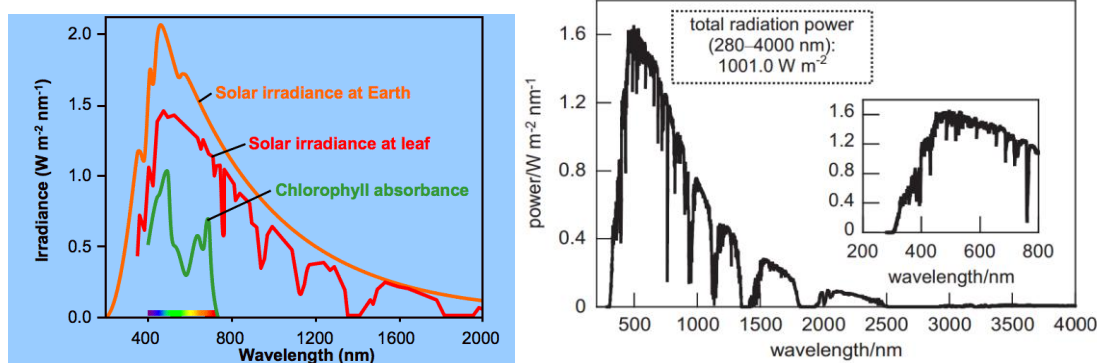 Irradiance (W m-2 nm-1)
2.0
1.5
1.0
0.5
0.0
Solar irradiance at Earth
Solar irradiance at leaf
Chlorophyll absorbance
400 800 1200 1600 2000
Wavelength (nm)
power/W m-2 nm-1
1.6
1.2
1.8
0.4
0
total radiation power
(280–4000 nm):
1001.0 W m-2
1.6
1.2
0.8
0.4
0
200 400 600 800
wavelength/nm
500 1000 1500 2000 2500 3000 3500 4000
wavelength/nm